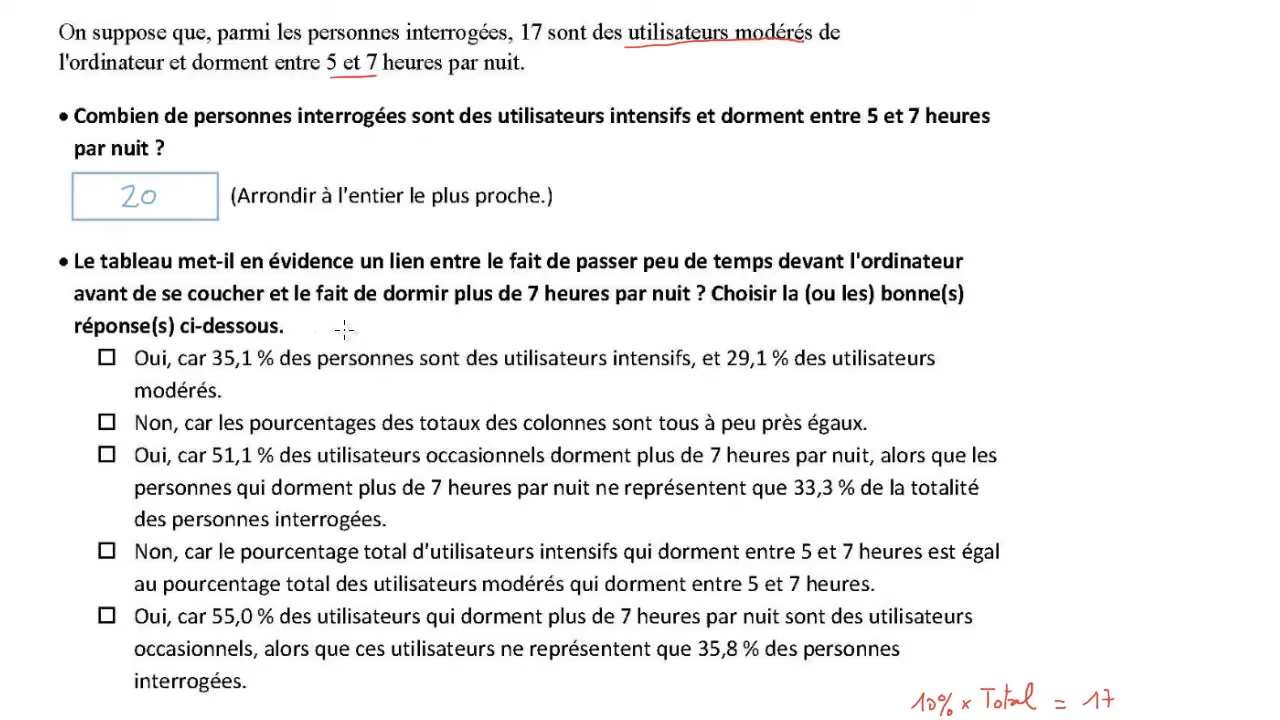 On suppose que, parmi les personnes interrogées, 17 sont des utilisateurs modérés de
l'ordinateur et dorment entre 5 et 7 heures par nuit.
• Combien de personnes interrogées sont des utilisateurs intensifs et dorment entre 5 et 7 heures
par nuit ?
20 (Arrondir à l'entier le plus proche.)
• Le tableau met-il en évidence un lien entre le fait de passer peu de temps devant l'ordinateur
avant de se coucher et le fait de dormir plus de 7 heures par nuit ? Choisir la (ou les) bonne(s)
réponse(s) ci-dessous.
☐ Oui, car 35,1 % des personnes sont des utilisateurs intensifs, et 29,1 % des utilisateurs
modérés.
☐ Non, car les pourcentages des totaux des colonnes sont tous à peu près égaux.
☐ Oui, car 51,1 % des utilisateurs occasionnels dorment plus de 7 heures par nuit, alors que les
personnes qui dorment plus de 7 heures par nuit ne représentent que 33,3 % de la totalité
des personnes interrogées.
☐ Non, car le pourcentage total d'utilisateurs intensifs qui dorment entre 5 et 7 heures est égal
au pourcentage total des utilisateurs modérés qui dorment entre 5 et 7 heures.
☐ Oui, car 55,0 % des utilisateurs qui dorment plus de 7 heures par nuit sont des utilisateurs
occasionnels, alors que ces utilisateurs ne représentent que 35,8 % des personnes
interrogées.
10% × Total = 17